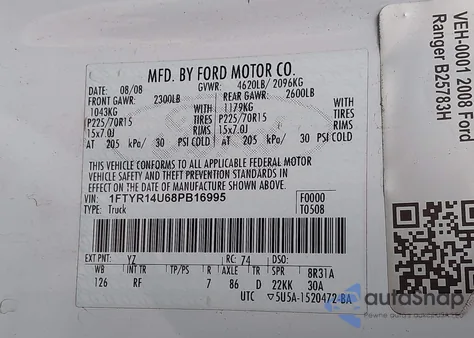 MFD. BY FORD MOTOR CO.
DATE: 08/08 GVWR: 4620LB/ 2096KG
FRONT GAWR: 2300LB REAR GAWR: 2600LB
1043KG 1179KG
P225/70R15 TIRES P225/70R15 TIRES
15x7.0J RIMS 15x7.0J RIMS
AT 205 kPa/ 30 PSI COLD AT 205 kPa/ 30 PSI COLD
THIS VEHICLE CONFORMS TO ALL APPLICABLE FEDERAL MOTOR
VEHICLE SAFETY AND THEFT PREVENTION STANDARDS IN
EFFECT ON THE DATE OF MANUFACTURE SHOWN ABOVE.
VIN: 1FTYR14U68PB16995 F0000
TYPE: Truck T0508
EXT PNT: YZ RC: 74 DSO:
WB INT TR TP/PS R AXLE TR SPR 8R31A
126 RF 7 86 D 22KK 30A
UTC ▽5U5A-1520472-BA
VEH-0001 2008 Ford
Ranger B25783H
autoShap